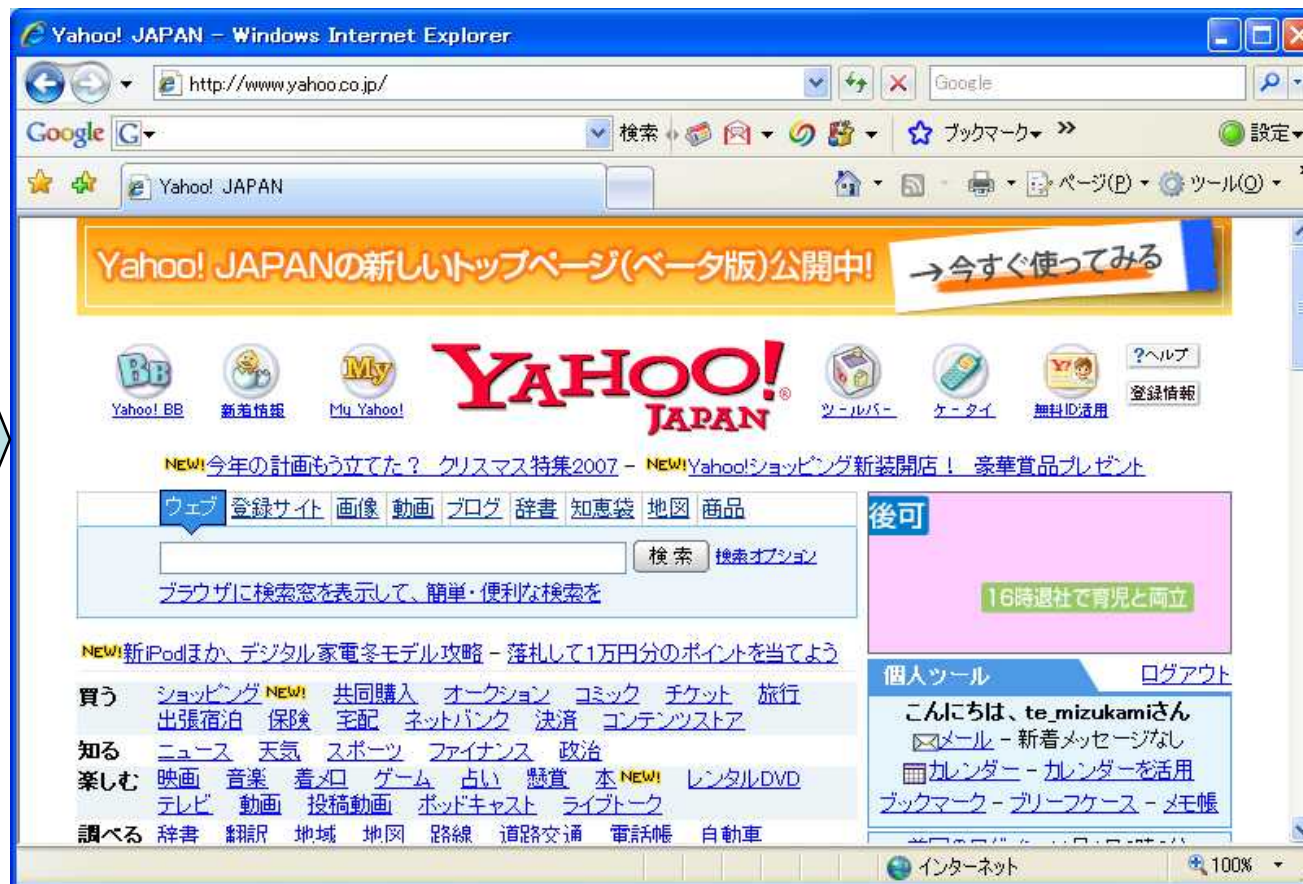 Yahoo! JAPAN - Windows Internet Explorer
http://www.yahoo.co.jp/ Google
Google G 検索 ブックマーク >> 設定
Yahoo! JAPAN ページ(P) ツール(O)
Yahoo! JAPANの新しいトップページ(ベータ版)公開中! →今すぐ使ってみる
BB My YAHOO! JAPAN Y! ?ヘルプ
Yahoo! BB 新着情報 My Yahoo! ツールバー ケータイ 無料ID活用 登録情報
NEW!今年の計画もう立てた? クリスマス特集2007 - NEW!Yahoo!ショッピング新装開店! 豪華賞品プレゼント
ウェブ 登録サイト 画像 動画 ブログ 辞書 知恵袋 地図 商品
検索 検索オプション
ブラウザに検索窓を表示して、簡単・便利な検索を
後可
16時退社で育児と両立
NEW!新iPodほか、デジタル家電冬モデル攻略 - 落札して1万円分のポイントを当てよう
買う ショッピング NEW! 共同購入 オークション コミック チケット 旅行
出張宿泊 保険 宅配 ネットバンク 決済 コンテンツストア
知る ニュース 天気 スポーツ ファイナンス 政治
楽しむ 映画 音楽 着メロ ゲーム 占い 懸賞 本 NEW! レンタルDVD
テレビ 動画 投稿動画 ポッドキャスト ライブトーク
調べる 辞書 翻訳 地域 地図 路線 道路交通 電話帳 自動車
個人ツール ログアウト
こんにちは、te_mizukamiさん
メール - 新着メッセージなし
カレンダー - カレンダーを活用
ブックマーク - ブリーフケース - メモ帳
インターネット 100%